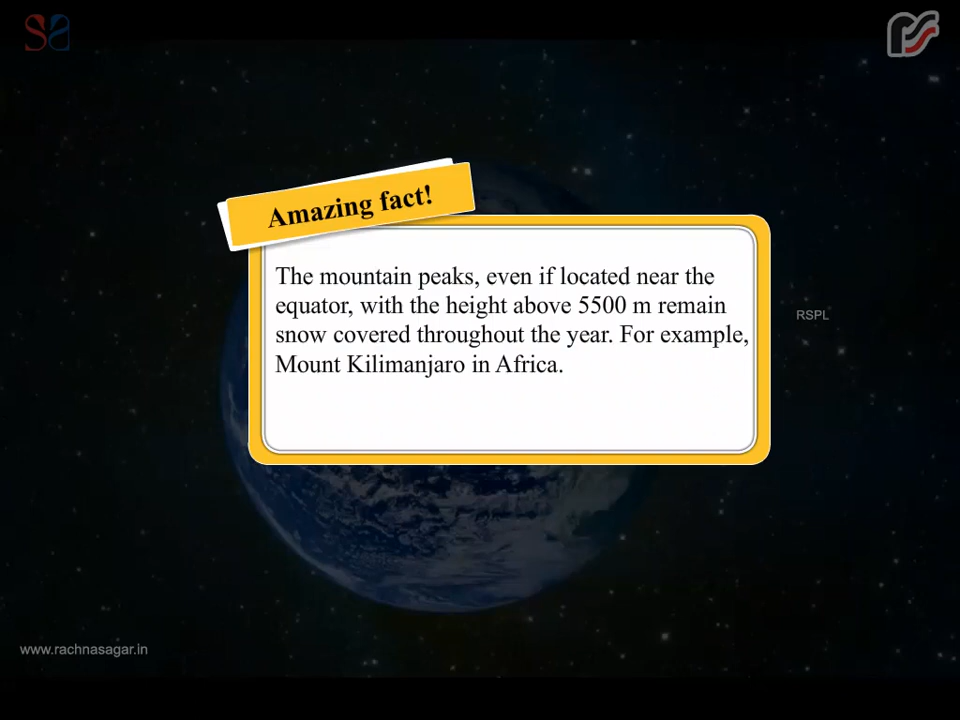 Amazing fact!
The mountain peaks, even if located near the
equator, with the height above 5500 m remain
snow covered throughout the year. For example,
Mount Kilimanjaro in Africa.
RSPL
www.rachnasagar.in